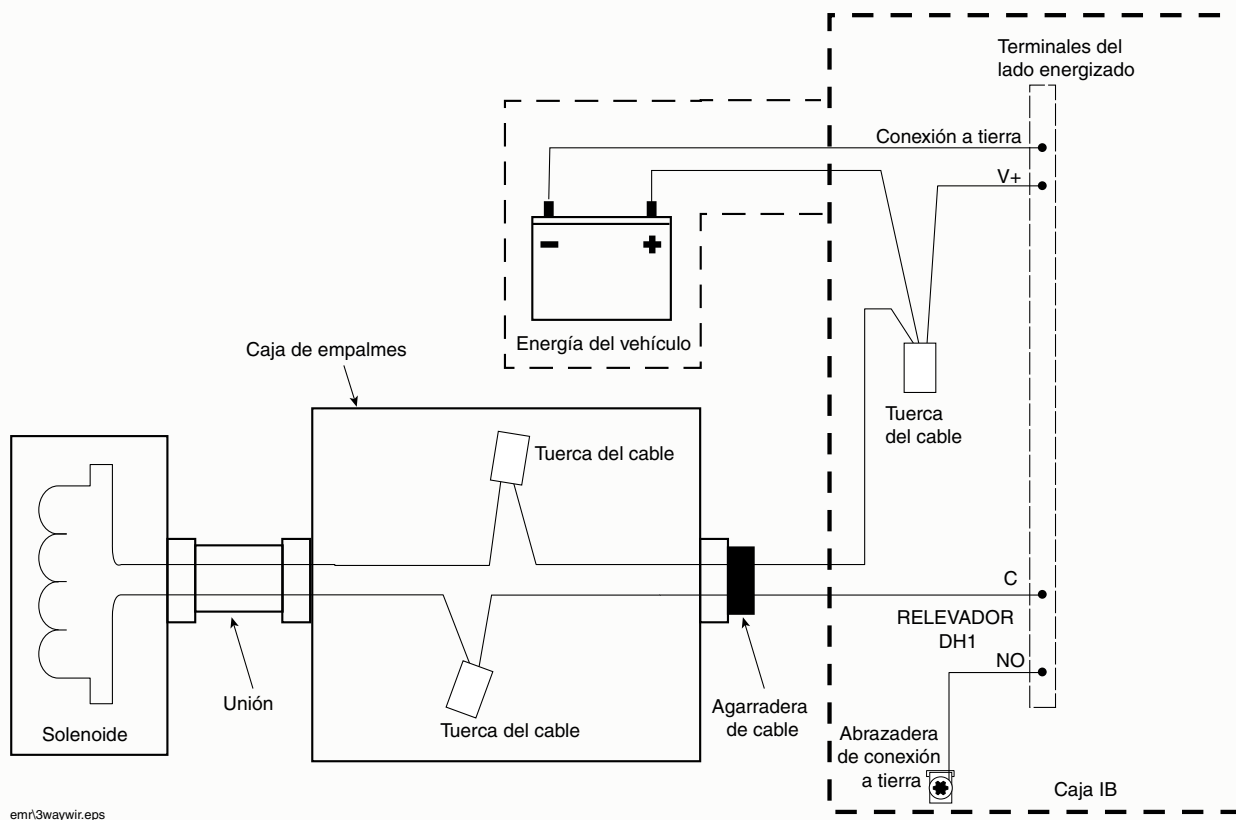 Terminales del
lado energizado
Conexión a tierra
V+
Energía del vehículo
Caja de empalmes
Tuerca
del cable
Tuerca del cable
C
RELEVADOR
DH1
NO
Unión
Agarradera
de cable
Solenoide
Tuerca del cable
Abrazadera
de conexión
a tierra
Caja IB
emr\3waywir.eps